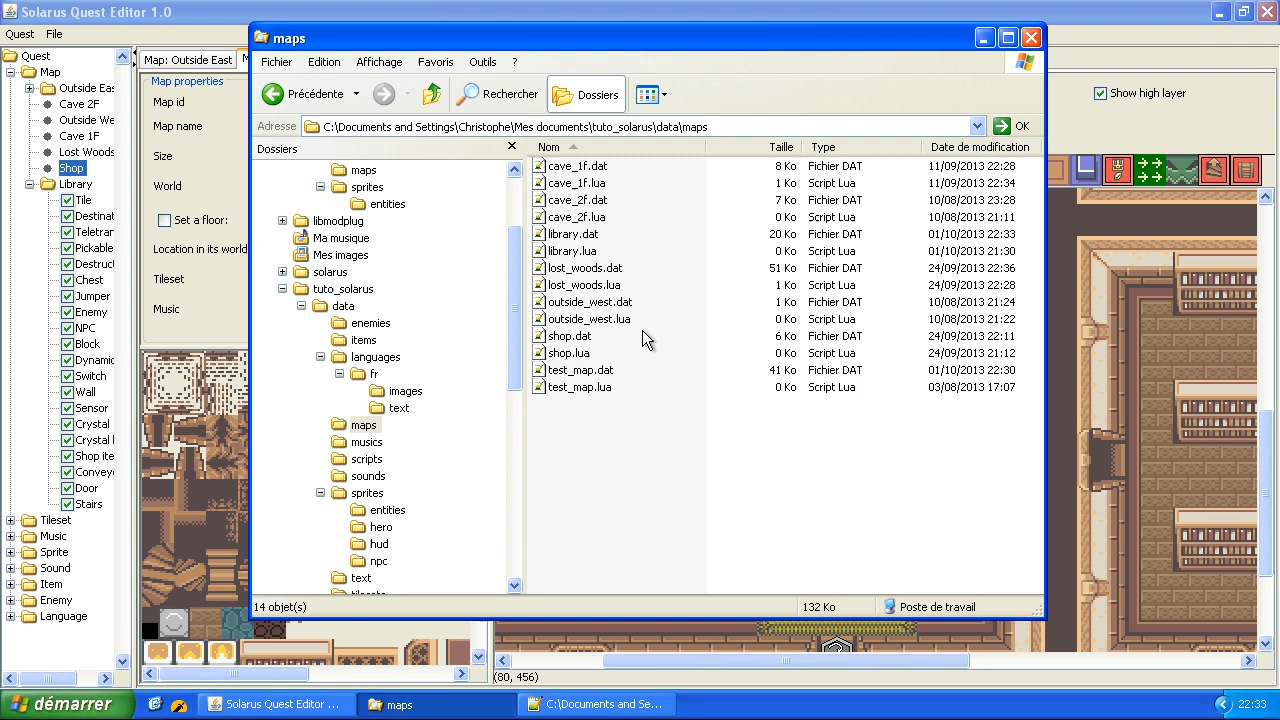 Solarus Quest Editor 1.0
Quest File
Quest
Map
Outside Eas
Cave 2F
Outside We
Cave 1F
Lost Woods
Shop
Library
Tile
Destinat
Teletran
Pickable
Destruct
Chest
Jumper
Enemy
NPC
Block
Dynamic
Switch
Wall
Sensor
Crystal
Crystal
Shop ite
Convey
Door
Stairs
Tileset
Music
Sprite
Sound
Item
Enemy
Language
Map: Outside East
Map properties
Map id
Map name
Size
World
Set a floor:
Location in its world
Tileset
Music
Show high layer
maps
Fichier Edition Affichage Favoris Outils ?
Précédente Rechercher Dossiers
Adresse C:\Documents and Settings\Christophe\Mes documents\tuto_solarus\data\maps OK
Dossiers
maps
sprites
entities
libmodplug
Ma musique
Mes images
solarus
tuto_solarus
data
enemies
items
languages
fr
images
text
maps
musics
scripts
sounds
sprites
entities
hero
hud
npc
text
Nom Taille Type Date de modification
cave_1f.dat 8 Ko Fichier DAT 11/09/2013 22:28
cave_1f.lua 1 Ko Script Lua 11/09/2013 22:34
cave_2f.dat 7 Ko Fichier DAT 10/08/2013 23:28
cave_2f.lua 0 Ko Script Lua 10/08/2013 21:11
library.dat 20 Ko Fichier DAT 01/10/2013 22:33
library.lua 0 Ko Script Lua 01/10/2013 21:30
lost_woods.dat 51 Ko Fichier DAT 24/09/2013 22:36
lost_woods.lua 1 Ko Script Lua 24/09/2013 22:28
outside_west.dat 1 Ko Fichier DAT 10/08/2013 21:24
outside_west.lua 0 Ko Script Lua 10/08/2013 21:22
shop.dat 6 Ko Fichier DAT 24/09/2013 22:11
shop.lua 0 Ko Script Lua 24/09/2013 21:12
test_map.dat 41 Ko Fichier DAT 01/10/2013 22:30
test_map.lua 0 Ko Script Lua 03/08/2013 17:07
14 objet(s) 132 Ko Poste de travail
(80, 456)
démarrer Solarus Quest Editor ... maps C:\Documents and Se... 22:33